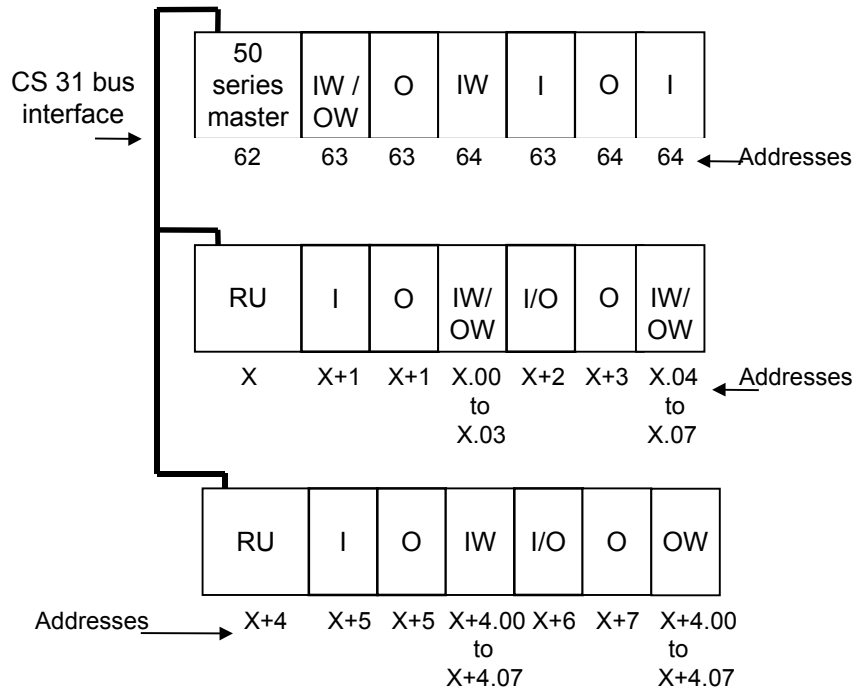 CS 31 bus
interface
50
series
master
IW /
OW
O
IW
I
O
I
62 63 63 64 63 64 64
Addresses
RU
I
O
IW/
OW
I/O
O
IW/
OW
X X+1 X+1 X.00
to
X.03
X+2 X+3 X.04
to
X.07
Addresses
RU
I
O
IW
I/O
O
OW
Addresses
X+4 X+5 X+5 X+4.00
to
X+4.07
X+6 X+7 X+4.00
to
X+4.07